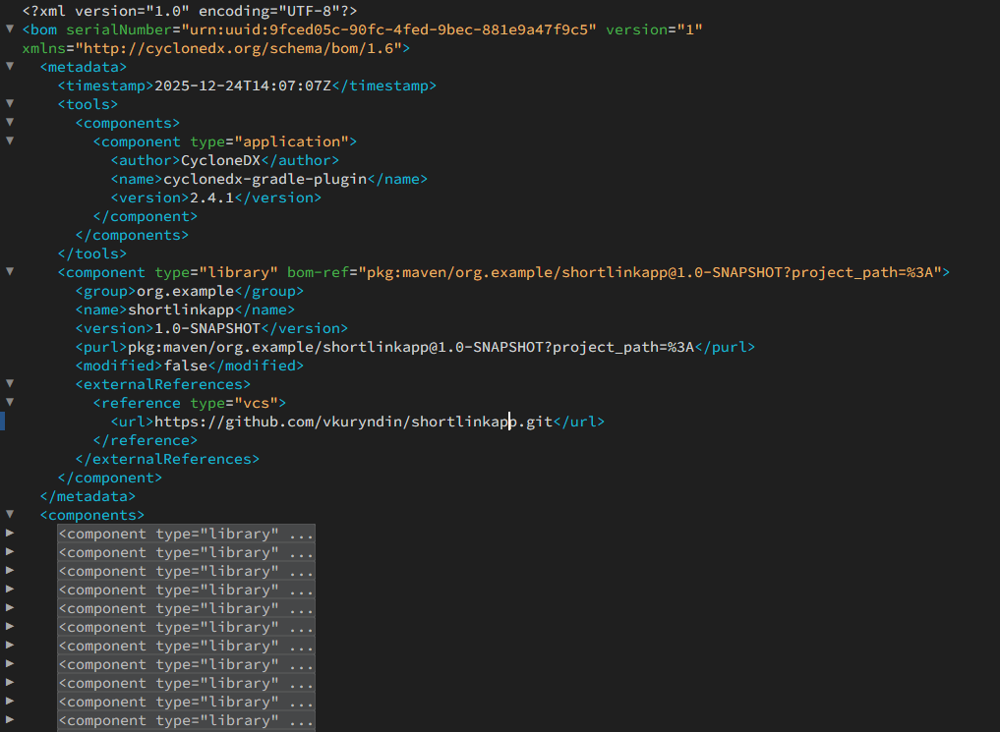 <?xml version="1.0" encoding="UTF-8"?>
<bom serialNumber="urn:uuid:9fced05c-90fc-4fed-9bec-881e9a47f9c5" version="1"
xmlns="http://cyclonedx.org/schema/bom/1.6">
<metadata>
<timestamp>2025-12-24T14:07:07Z</timestamp>
<tools>
<components>
<component type="application">
<author>CycloneDX</author>
<name>cyclonedx-gradle-plugin</name>
<version>2.4.1</version>
</component>
</components>
</tools>
<component type="library" bom-ref="pkg:maven/org.example/shortlinkapp@1.0-SNAPSHOT?project_path=%3A">
<group>org.example</group>
<name>shortlinkapp</name>
<version>1.0-SNAPSHOT</version>
<purl>pkg:maven/org.example/shortlinkapp@1.0-SNAPSHOT?project_path=%3A</purl>
<modified>false</modified>
<externalReferences>
<reference type="vcs">
<url>https://github.com/vkuryndin/shortlinkapp.git</url>
</reference>
</externalReferences>
</component>
</metadata>
<components>
<component type="library" ...
<component type="library" ...
<component type="library" ...
<component type="library" ...
<component type="library" ...
<component type="library" ...
<component type="library" ...
<component type="library" ...
<component type="library" ...
<component type="library" ...
<component type="library" ...